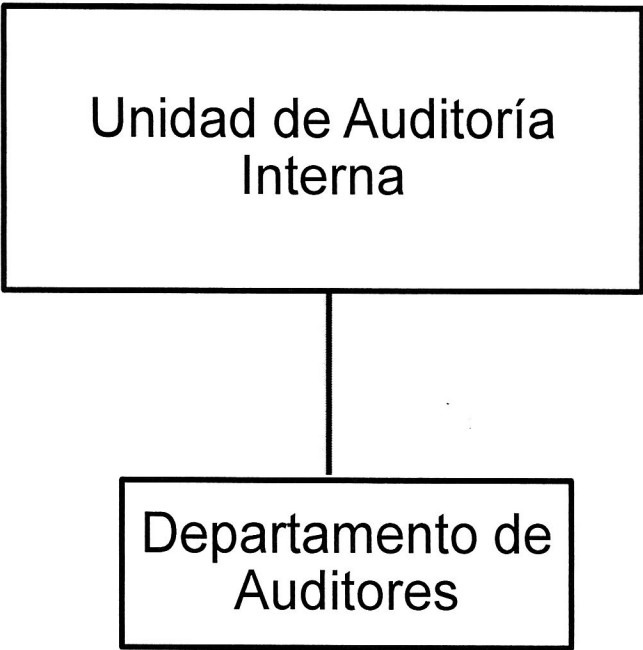 Unidad de Auditoría
Interna
Departamento de
Auditores